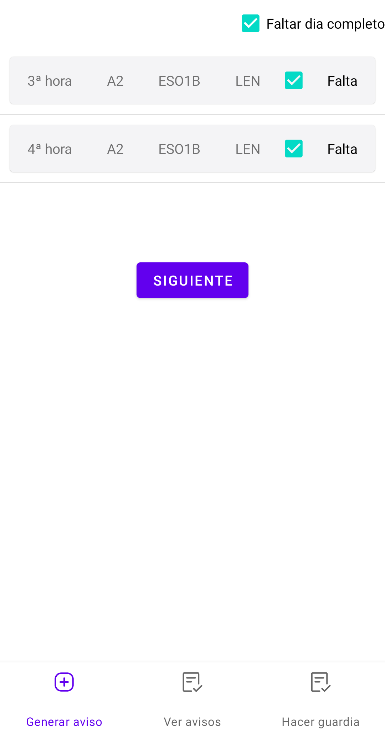 Faltar dia completo
3ª hora A2 ESO1B LEN Falta
4ª hora A2 ESO1B LEN Falta
SIGUIENTE
Generar aviso Ver avisos Hacer guardia